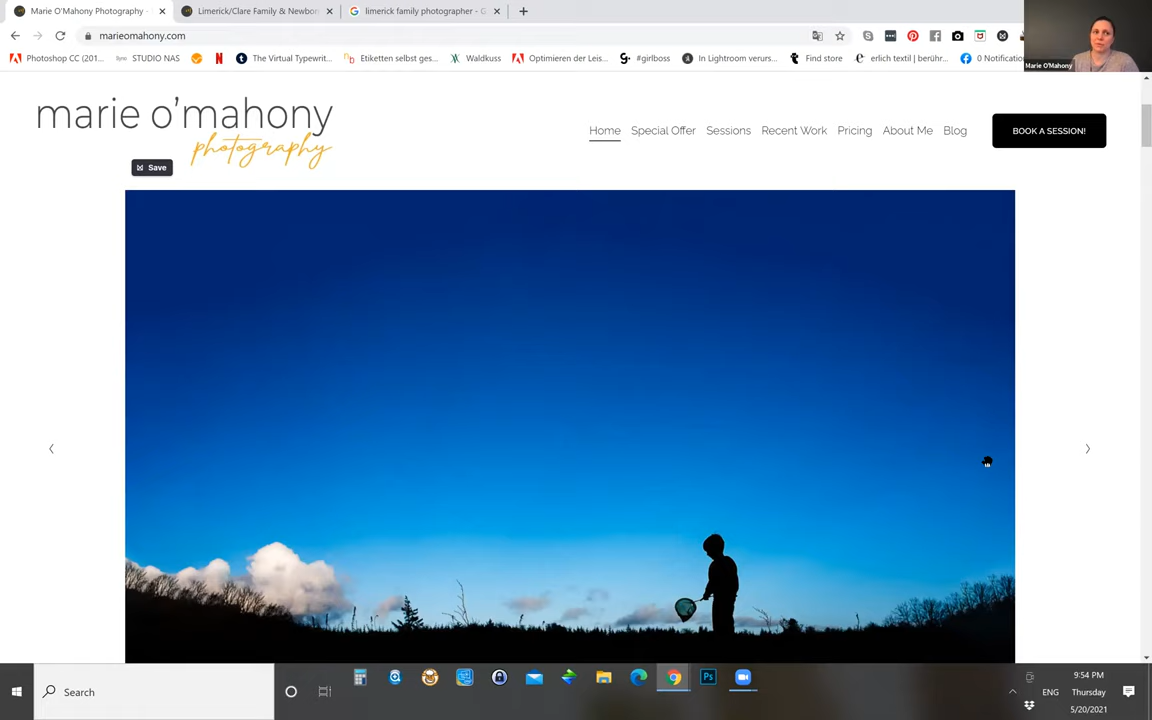 Marie O'Mahony Photography -
Limerick/Clare Family & Newborn
limerick family photographer - G
marieomahony.com
Photoshop CC (201...
Sync STUDIO NAS
The Virtual Typewrit...
Etiketten selbst ges...
Waldkuss
Optimieren der Leis...
#girlboss
In Lightroom verurs...
Find store
erlich textil | berühr...
0 Notificatio
Marie O'Mahony
marie o'mahony
photography
Home Special Offer Sessions Recent Work Pricing About Me Blog
BOOK A SESSION!
Save
Search
9:54 PM
ENG
Thursday
5/20/2021